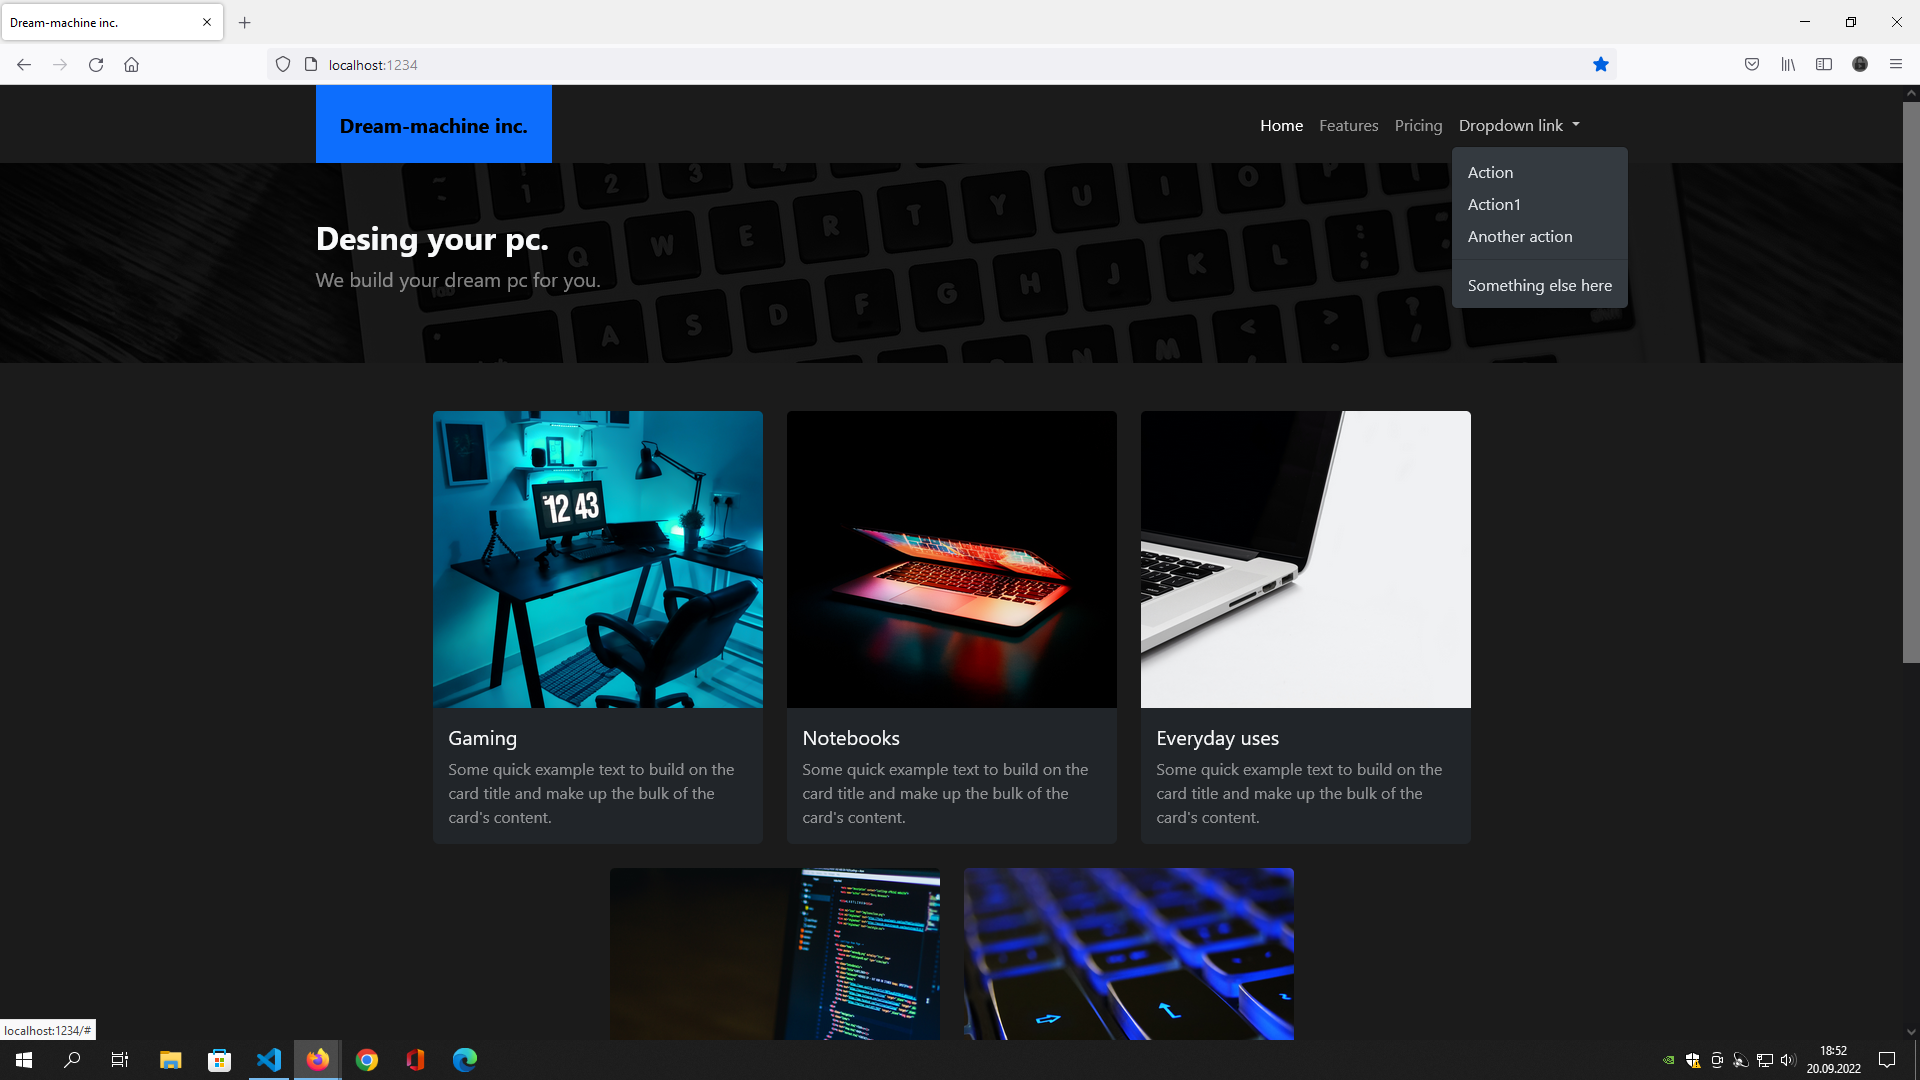 Dream-machine inc.
localhost:1234
Dream-machine inc.
Home Features Pricing Dropdown link
Action
Action1
Another action
Something else here
Desing your pc.
We build your dream pc for you.
~ ! 1 2 3
Q W E R T Y U I O P
tab A S D F G H J K L
12 43
Gaming
Some quick example text to build on the
card title and make up the bulk of the
card's content.
Notebooks
Some quick example text to build on the
card title and make up the bulk of the
card's content.
Everyday uses
Some quick example text to build on the
card title and make up the bulk of the
card's content.
localhost:1234/#
18:52
20.09.2022